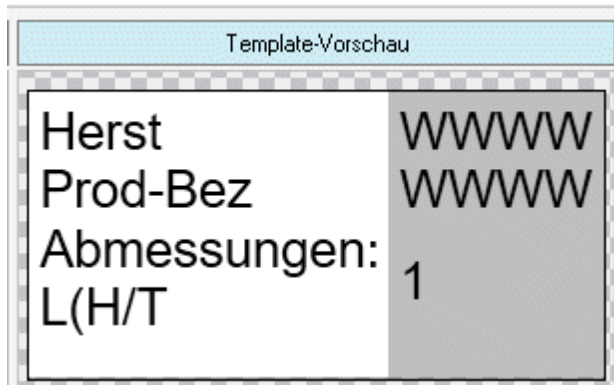 Template-Vorschau
Herst WWWW
Prod-Bez WWWW
Abmessungen:
L(H/T 1